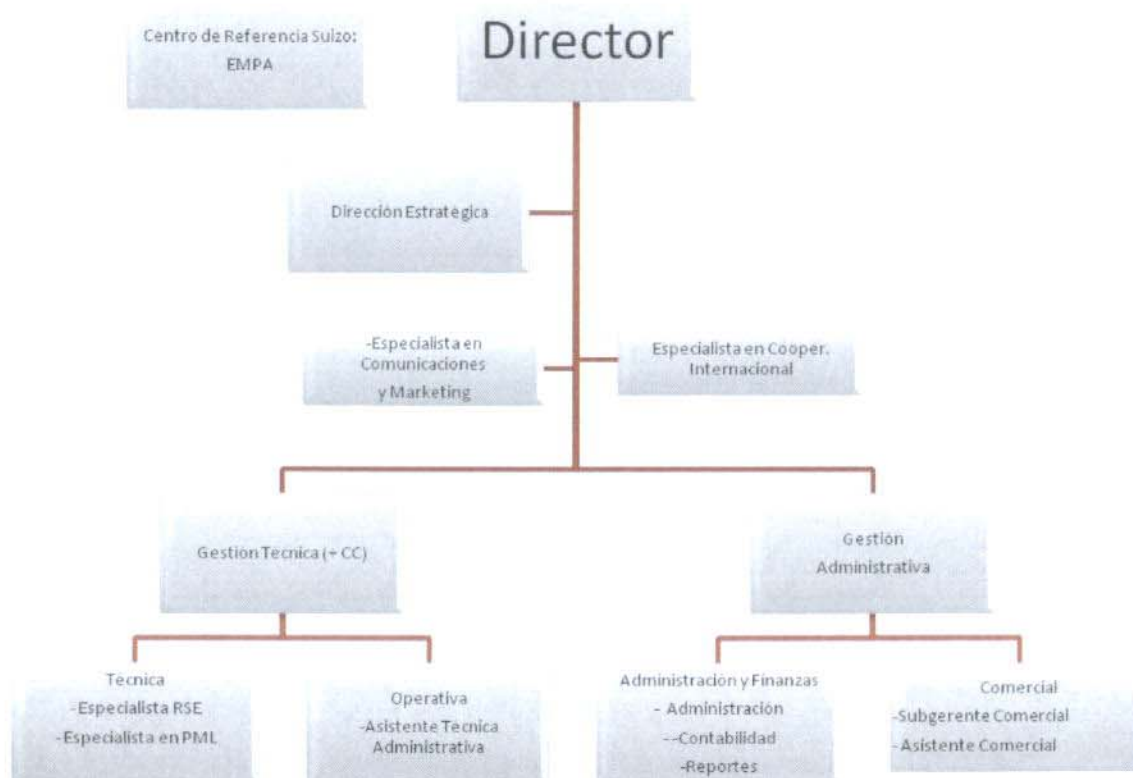 Centro de Referencia Suizo:
EMPA
Director
Dirección Estratégica
-Especialista en
Comunicaciones
y Marketing
Especialista en Cooper.
Internacional
Gestión Tecnica (+ CC)
Gestión
Administrativa
Tecnica
-Especialista RSE
-Especialista en PML
Operativa
-Asistente Tecnica
Administrativa
Administración y Finanzas
- Administración
--Contabilidad
-Reportes
Comercial
-Subgerente Comercial
-Asistente Comercial